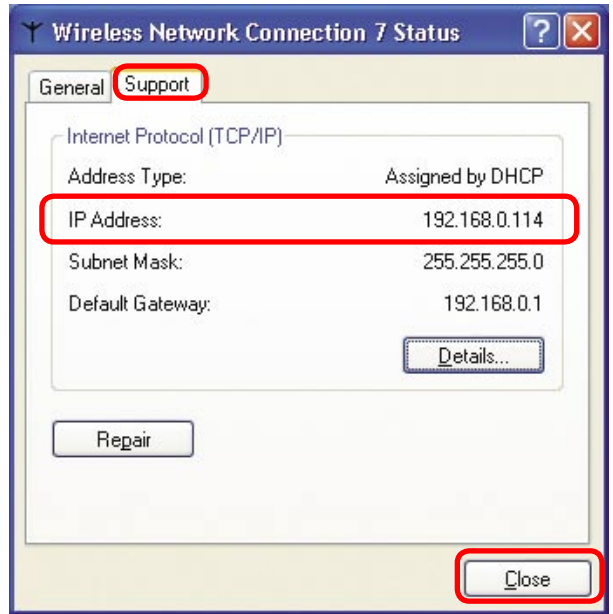 Wireless Network Connection 7 Status
General Support
Internet Protocol (TCP/IP)
Address Type: Assigned by DHCP
IP Address: 192.168.0.114
Subnet Mask: 255.255.255.0
Default Gateway: 192.168.0.1
Details...
Repair
Close